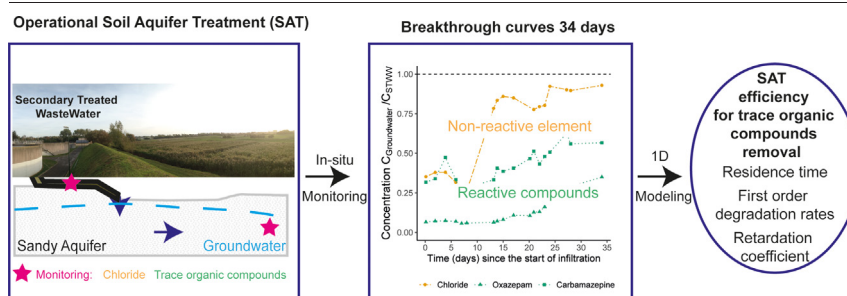 Operational Soil Aquifer Treatment (SAT)
Secondary Treated
WasteWater
Sandy Aquifer
Groundwater
Monitoring: Chloride Trace organic compounds
In-situ
Monitoring
Breakthrough curves 34 days
Concentration CGroundwater /CSTWW
1.00
0.75
0.50
0.25
0.00
Non-reactive element
Reactive compounds
0 5 10 15 20 25 30 35
Time (days) since the start of infiltration
Chloride Oxazepam Carbamazepine
1D
Modeling
SAT
efficiency
for trace organic
compounds
removal
Residence time
First order
degradation rates
Retardation
coefficient